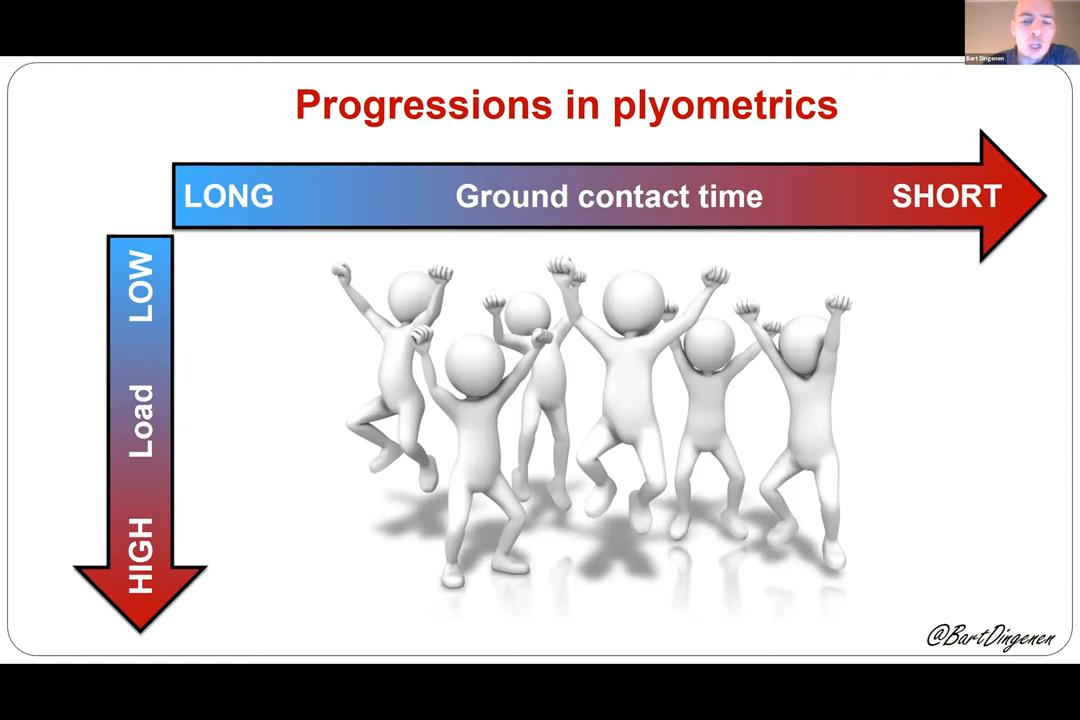 Bart Dingenen
Progressions in plyometrics
LONG Ground contact time SHORT
LOW Load HIGH
@BartDingenen